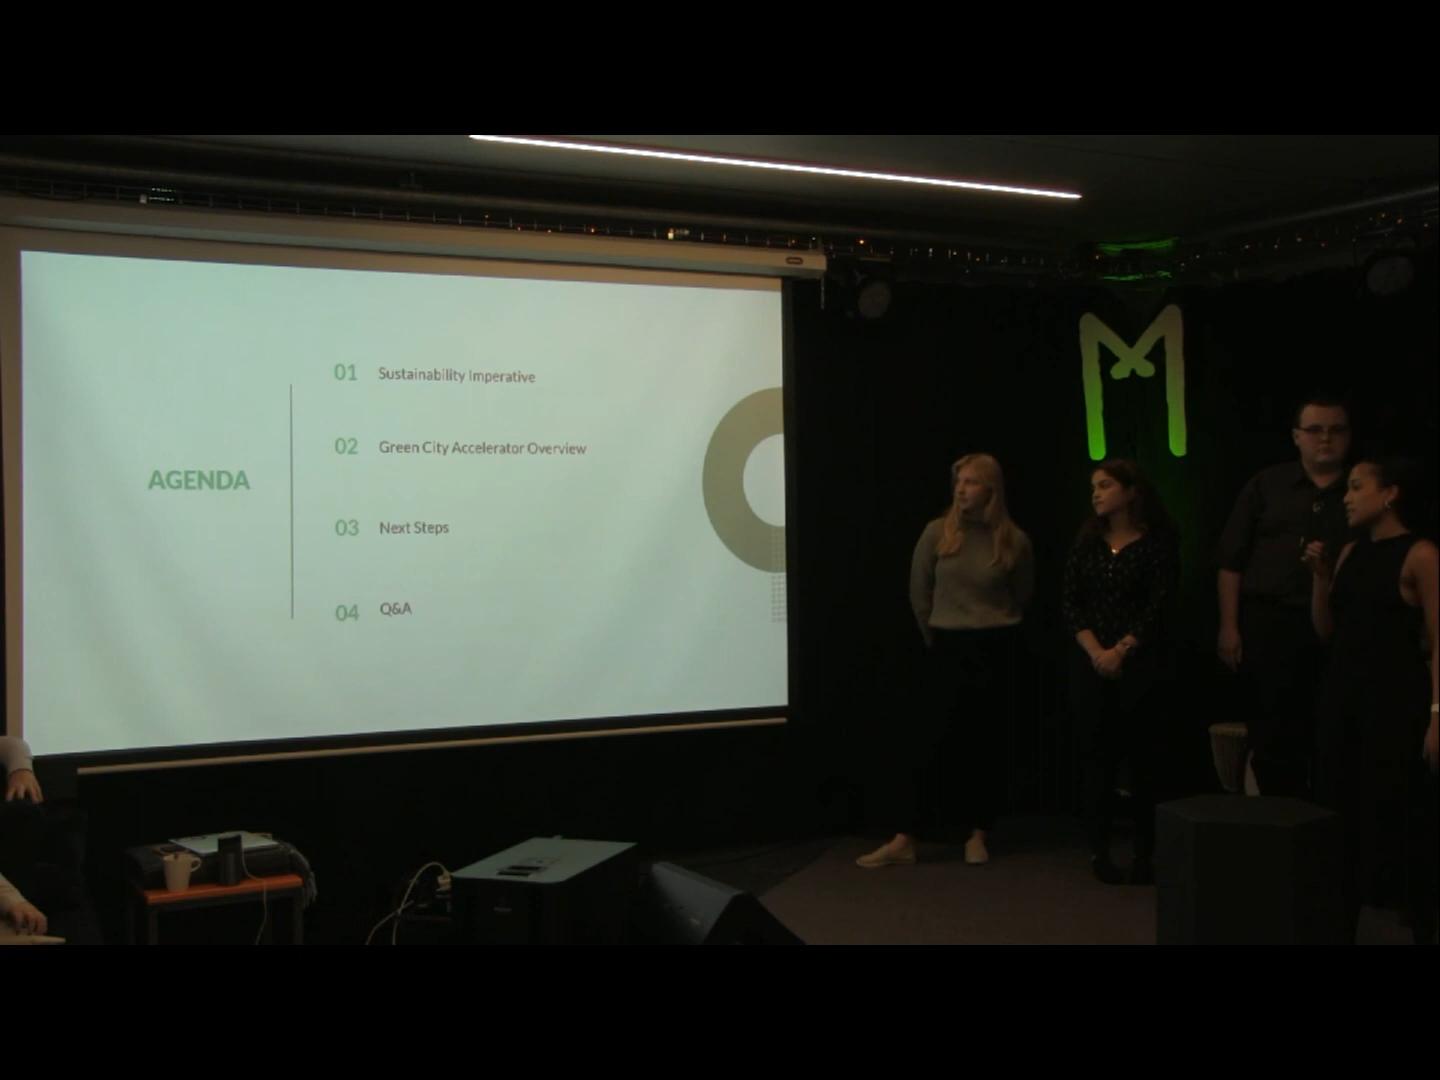 AGENDA
01 Sustainability Imperative
02 Green City Accelerator Overview
03 Next Steps
04 Q&A
M